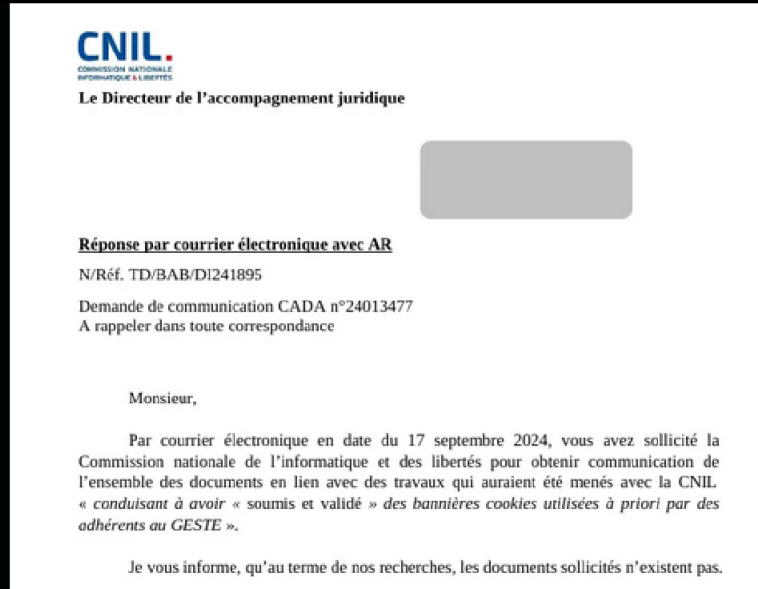 CNIL.
COMMISSION NATIONALE
INFORMATIQUE & LIBERTÉS
Le Directeur de l’accompagnement juridique
Réponse par courrier électronique avec AR
N/Réf. TD/BAB/DI241895
Demande de communication CADA n°24013477
A rappeler dans toute correspondance
Monsieur,
Par courrier électronique en date du 17 septembre 2024, vous avez sollicité la
Commission nationale de l’informatique et des libertés pour obtenir communication de
l’ensemble des documents en lien avec des travaux qui auraient été menés avec la CNIL
« conduisant à avoir « soumis et validé » des bannières cookies utilisées à priori par des
adhérents au GESTE ».
Je vous informe, qu’au terme de nos recherches, les documents sollicités n’existent pas.